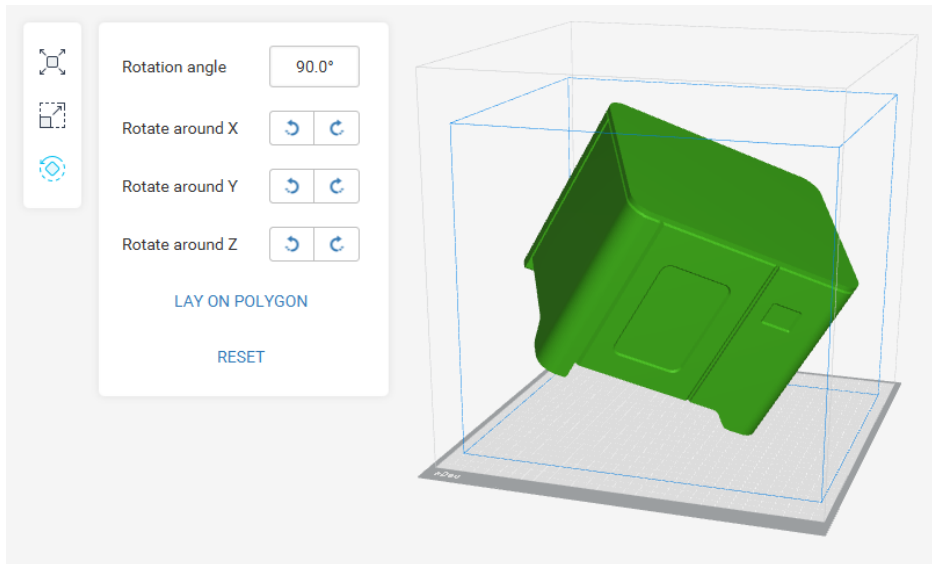 Rotation angle 90.0°
Rotate around X
Rotate around Y
Rotate around Z
LAY ON POLYGON
RESET